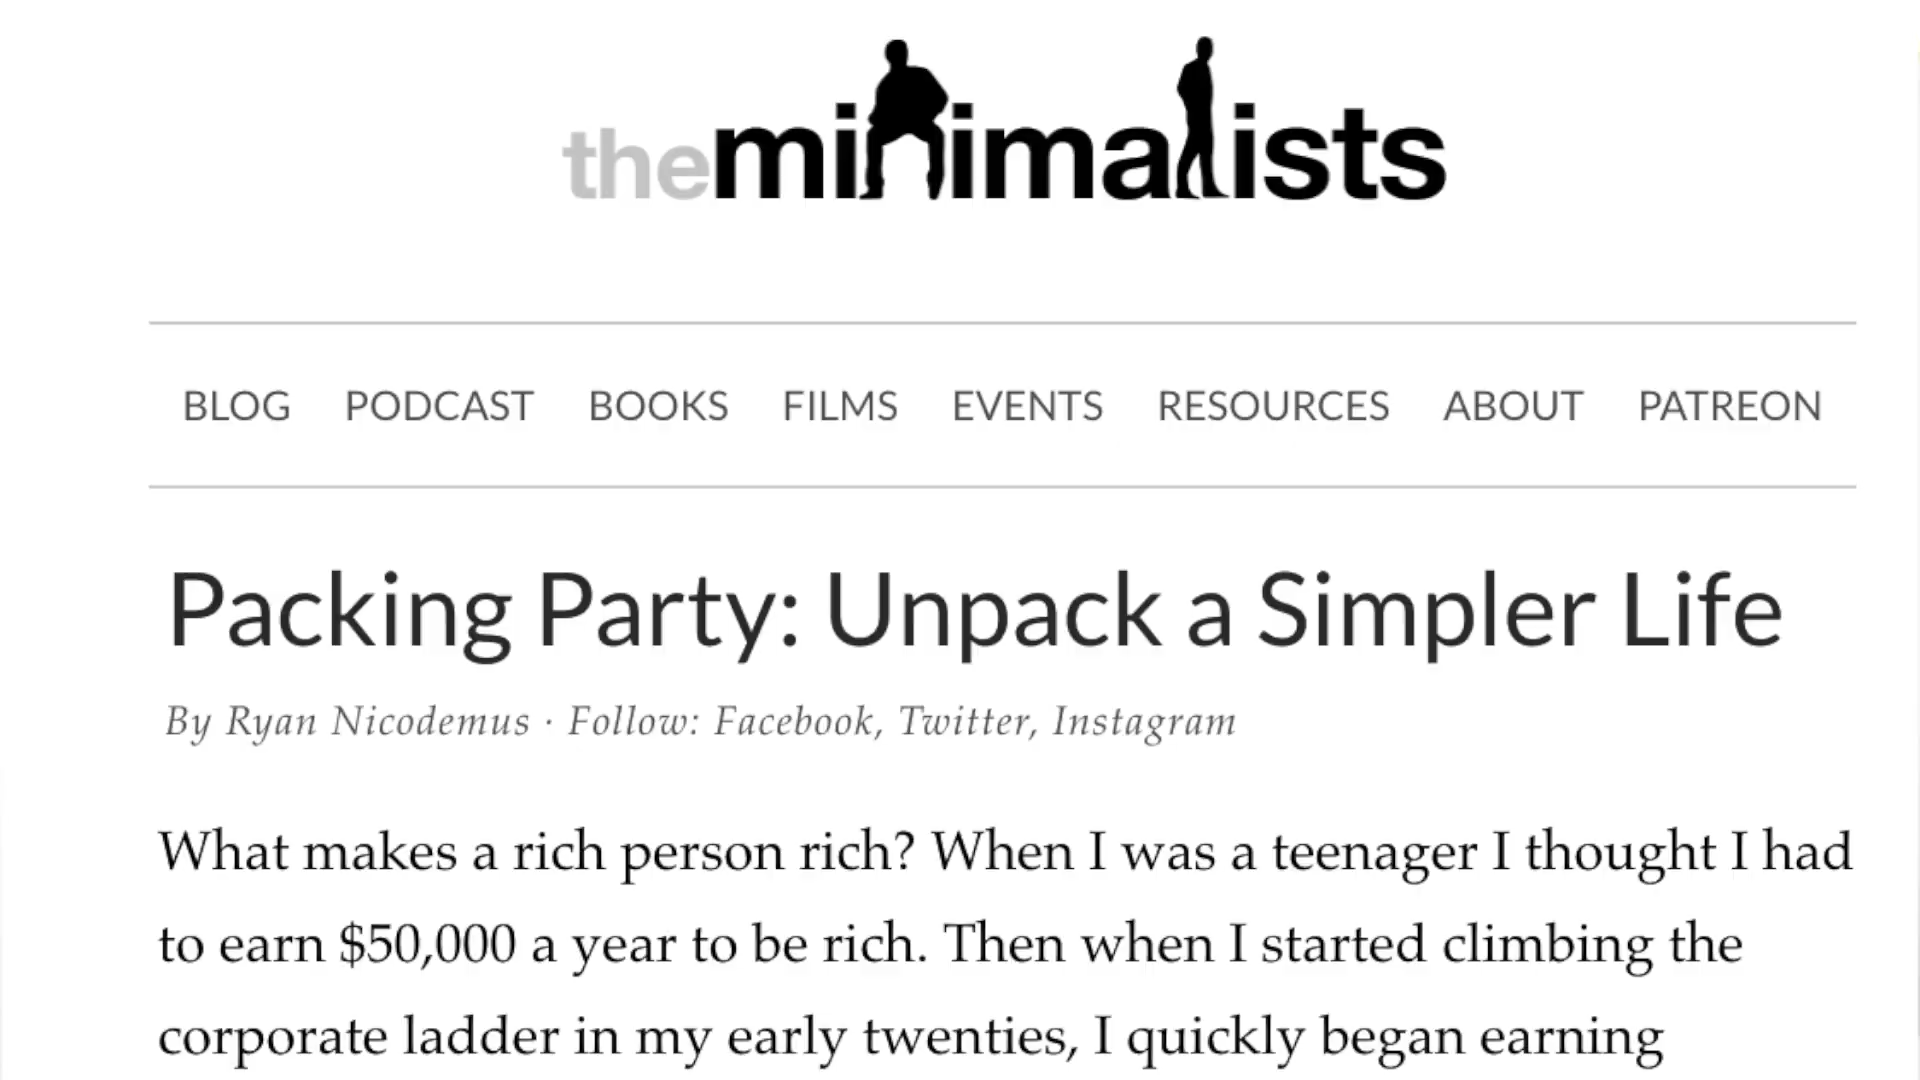 theminimalists
BLOG PODCAST BOOKS FILMS EVENTS RESOURCES ABOUT PATREON
Packing Party: Unpack a Simpler Life
By Ryan Nicodemus · Follow: Facebook, Twitter, Instagram
What makes a rich person rich? When I was a teenager I thought I had
to earn $50,000 a year to be rich. Then when I started climbing the
corporate ladder in my early twenties, I quickly began earning